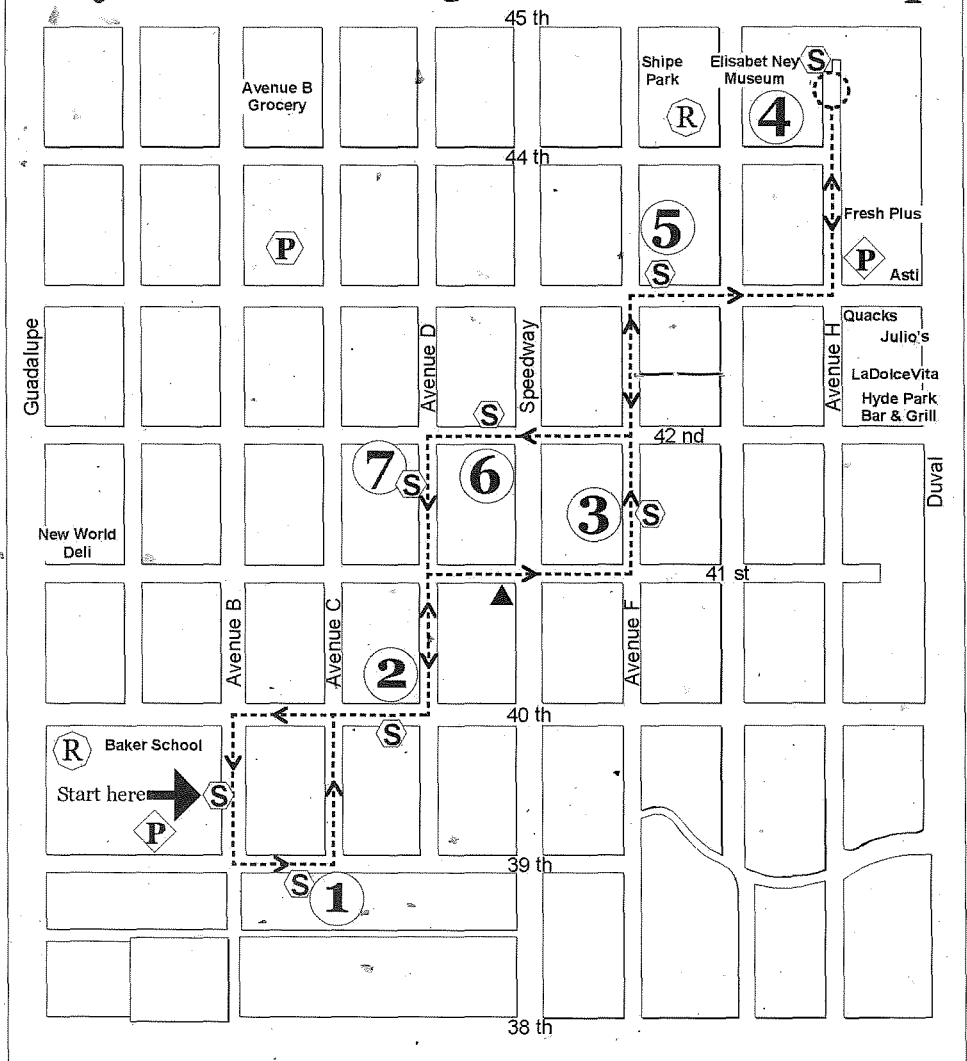 45 th
Shipe
Park
Elisabet Ney
Museum
S
Avenue B
Grocery
R
4
44 th
5
Fresh Plus
P
P
S
Asti
Guadalupe
Avenue D
Speedway
Avenue H
Quacks
Julio's
LaDolceVita
Hyde Park
Bar & Grill
S
42 nd
7
S
6
3
S
Duval
New World
Deli
41 st
Avenue B
Avenue C
Avenue F
2
40 th
S
R
Baker School
Start here
S
P
39 th
S
1
38 th